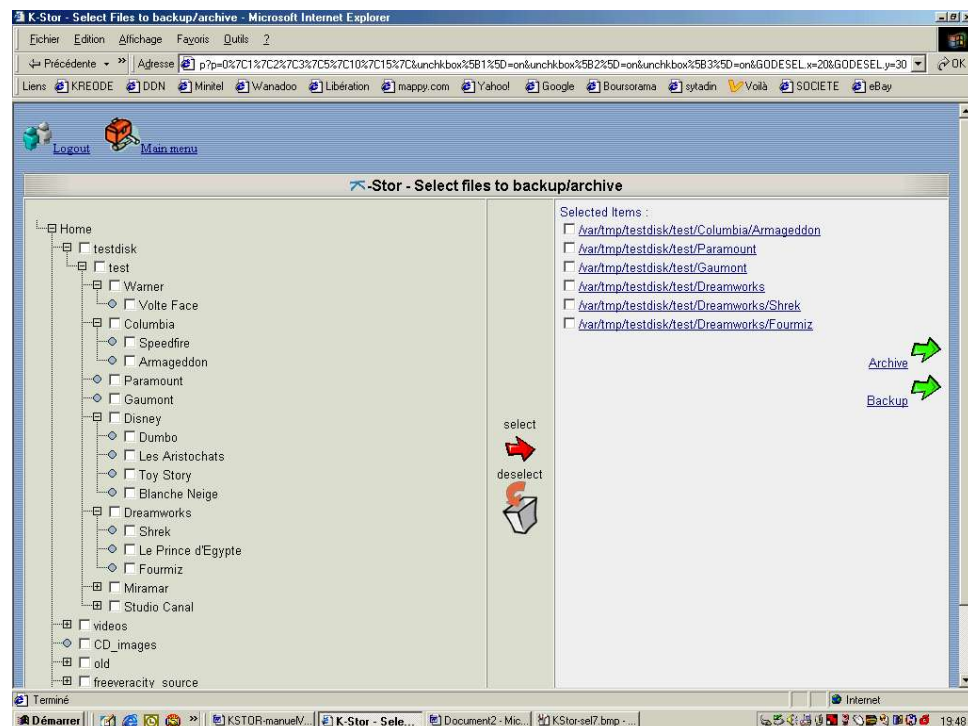 K-Stor - Select Files to backup/archive - Microsoft Internet Explorer
Fichier Edition Affichage Favoris Outils ?
Précédente » Adresse p?p=0%7C1%7C2%7C3%7C5%7C10%7C15%7C&unchkbox%5B1%5D=on&unchkbox%5B2%5D=on&unchkbox%5B3%5D=on&GODESEL.x=20&GODESEL.y=30 OK
Liens KREODE DDN Minitel Wanadoo Libération mappy.com Yahoo! Google Boursorama sytadin Voilà SOCIETE eBay
Logout Main menu
-Stor - Select files to backup/archive
Home
testdisk
test
Warner
Volte Face
Columbia
Speedfire
Armageddon
Paramount
Gaumont
Disney
Dumbo
Les Aristochats
Toy Story
Blanche Neige
Dreamworks
Shrek
Le Prince d'Egypte
Fourmiz
Miramar
Studio Canal
videos
CD_images
old
freeveracity_source
select
deselect
Selected Items :
/var/tmp/testdisk/test/Columbia/Armageddon
/var/tmp/testdisk/test/Paramount
/var/tmp/testdisk/test/Gaumont
/var/tmp/testdisk/test/Dreamworks
/var/tmp/testdisk/test/Dreamworks/Shrek
/var/tmp/testdisk/test/Dreamworks/Fourmiz
Archive
Backup
Terminé Internet
Démarrer » KSTOR-manuelV... K-Stor - Sele... Document2 - Mic... KStor-sel7.bmp - ... 19:46